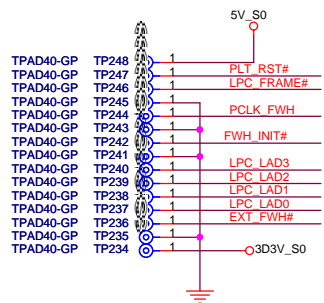 5V_S0
TPAD40-GP TP248 1
TPAD40-GP TP247 1 PLT_RST#
TPAD40-GP TP246 1 LPC_FRAME#
TPAD40-GP TP245 1
TPAD40-GP TP244 1 PCLK_FWH
TPAD40-GP TP243 1
TPAD40-GP TP242 1 FWH_INIT#
TPAD40-GP TP241 1
TPAD40-GP TP240 1 LPC_LAD3
TPAD40-GP TP239 1 LPC_LAD2
TPAD40-GP TP238 1 LPC_LAD1
TPAD40-GP TP237 1 LPC_LAD0
TPAD40-GP TP236 1 EXT_FWH#
TPAD40-GP TP235 1
TPAD40-GP TP234 1 3D3V_S0